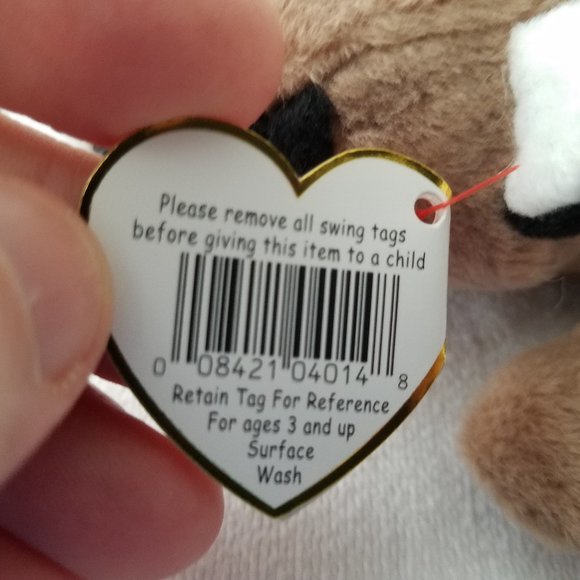 Please remove all swing tags
before giving this item to a child
0 08421 04014 8
Retain Tag For Reference
For ages 3 and up
Surface
Wash